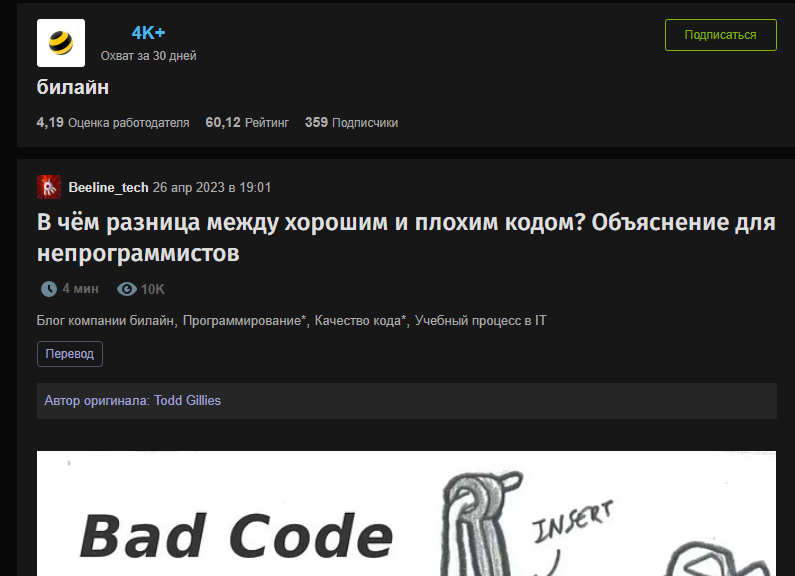 4K+
Охват за 30 дней
Подписаться
билайн
4,19 Оценка работодателя 60,12 Рейтинг 359 Подписчики
Beeline_tech 26 апр 2023 в 19:01
В чём разница между хорошим и плохим кодом? Объяснение для
непрограммистов
4 мин 10K
Блог компании билайн, Программирование*, Качество кода*, Учебный процесс в IT
Перевод
Автор оригинала: Todd Gillies
Bad Code
INSERT